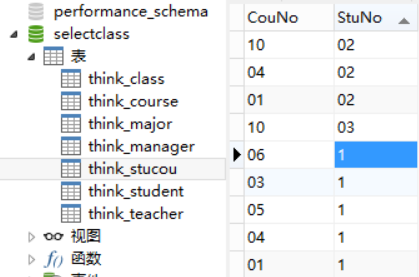 performance_schema
selectclass
表
think_class
think_course
think_major
think_manager
think_stucou
think_student
think_teacher
视图
f() 函数
CouNo StuNo
10 02
04 02
01 02
10 03
06 1
03 1
05 1
04 1
01 1